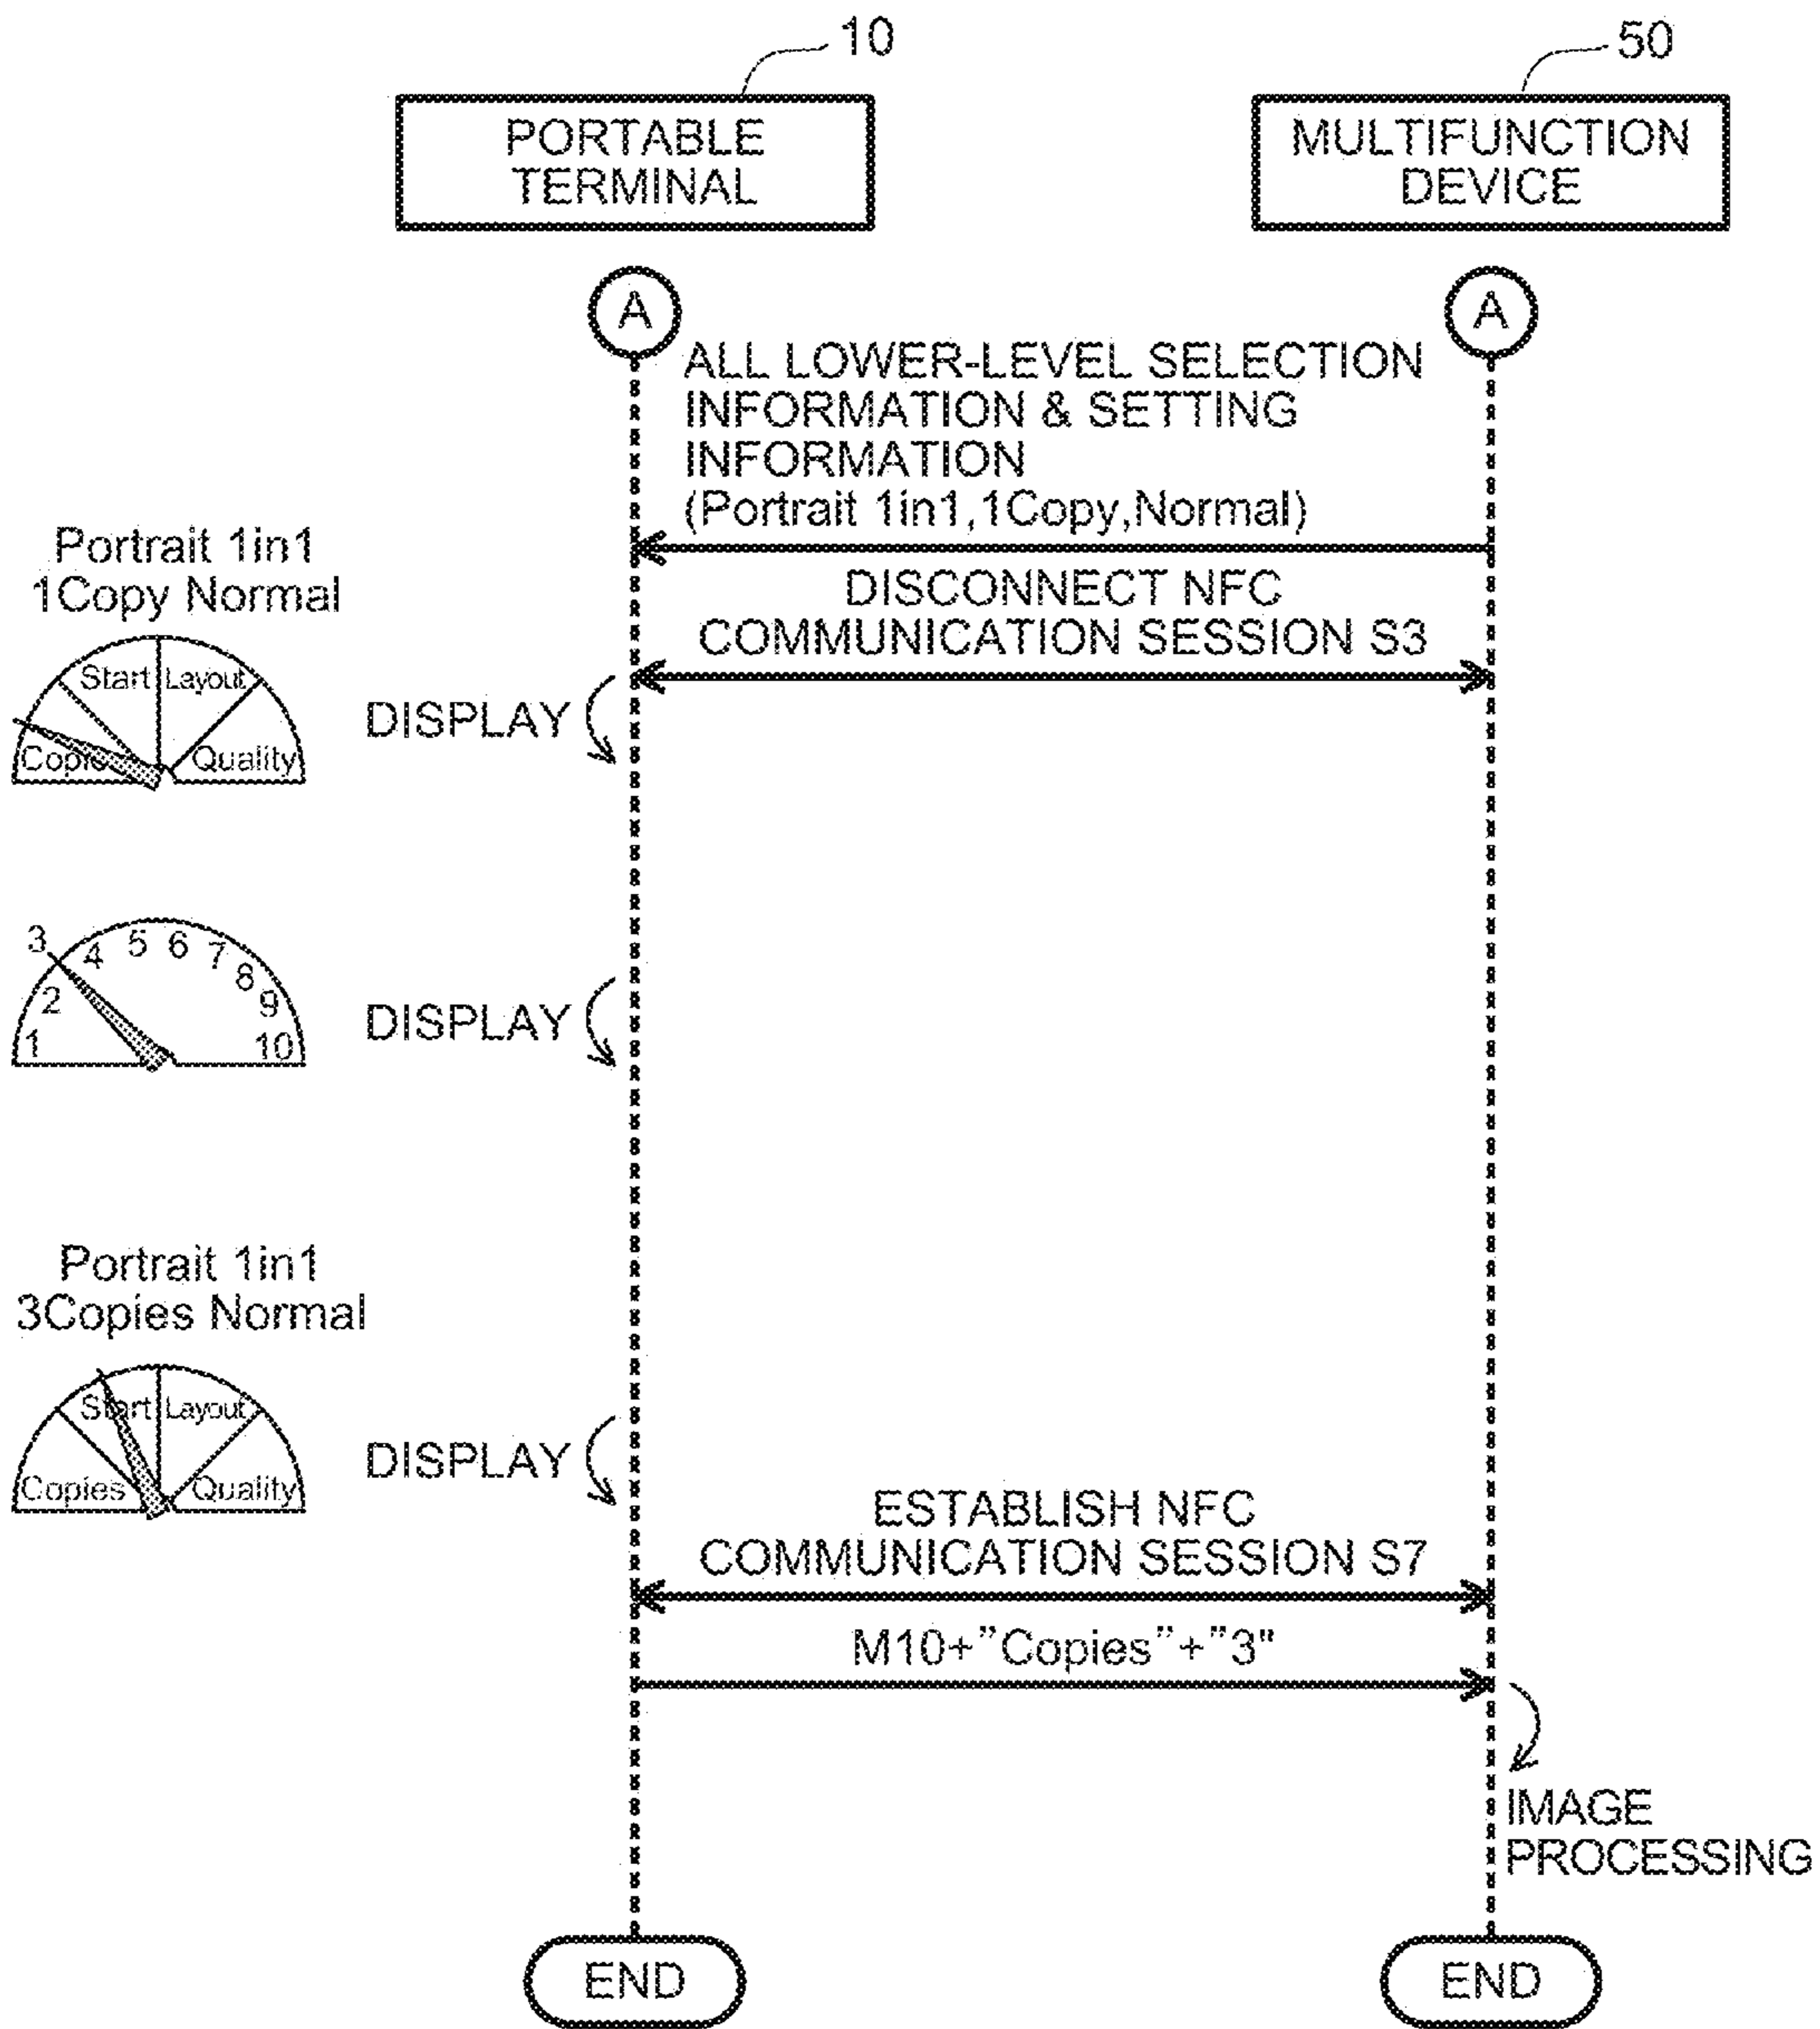 10
50
PORTABLE
TERMINAL
MULTIFUNCTION
DEVICE
A
A
ALL LOWER-LEVEL SELECTION
INFORMATION & SETTING
INFORMATION
(Portrait 1in1,1Copy,Normal)
Portrait 1in1
1Copy Normal
DISCONNECT NFC
COMMUNICATION SESSION S3
Start Layout
Quality
DISPLAY
3 4 5 6 7 8
2 9
1 10
DISPLAY
Portrait 1in1
3Copies Normal
Start Layout
Copies Quality
DISPLAY
ESTABLISH NFC
COMMUNICATION SESSION S7
M10+"Copies"+"3"
IMAGE
PROCESSING
END
END